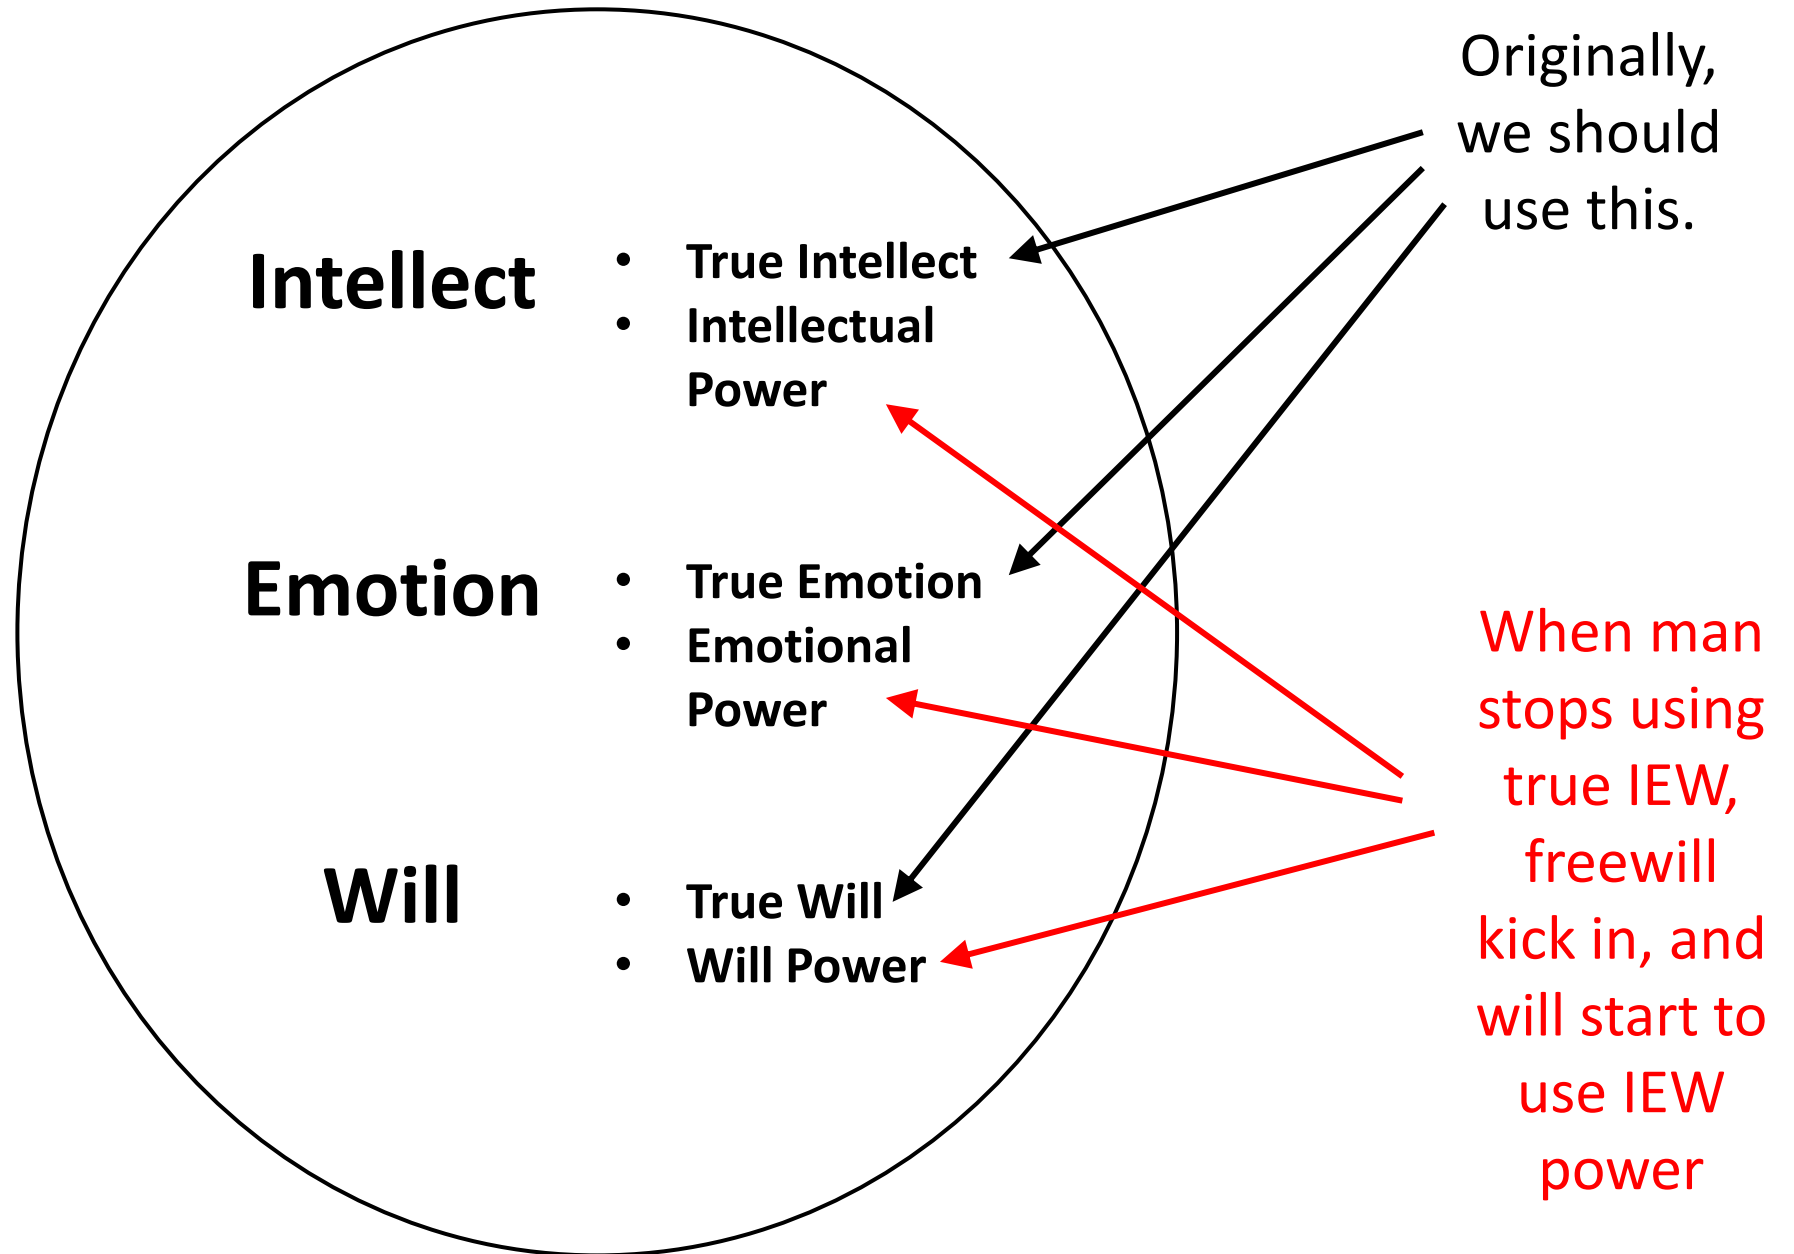 Originally,
we should
use this.
Intellect
• True Intellect
• Intellectual
Power
Emotion
• True Emotion
• Emotional
Power
Will
• True Will
• Will Power
When man
stops using
true IEW,
freewill
kick in, and
will start to
use IEW
power